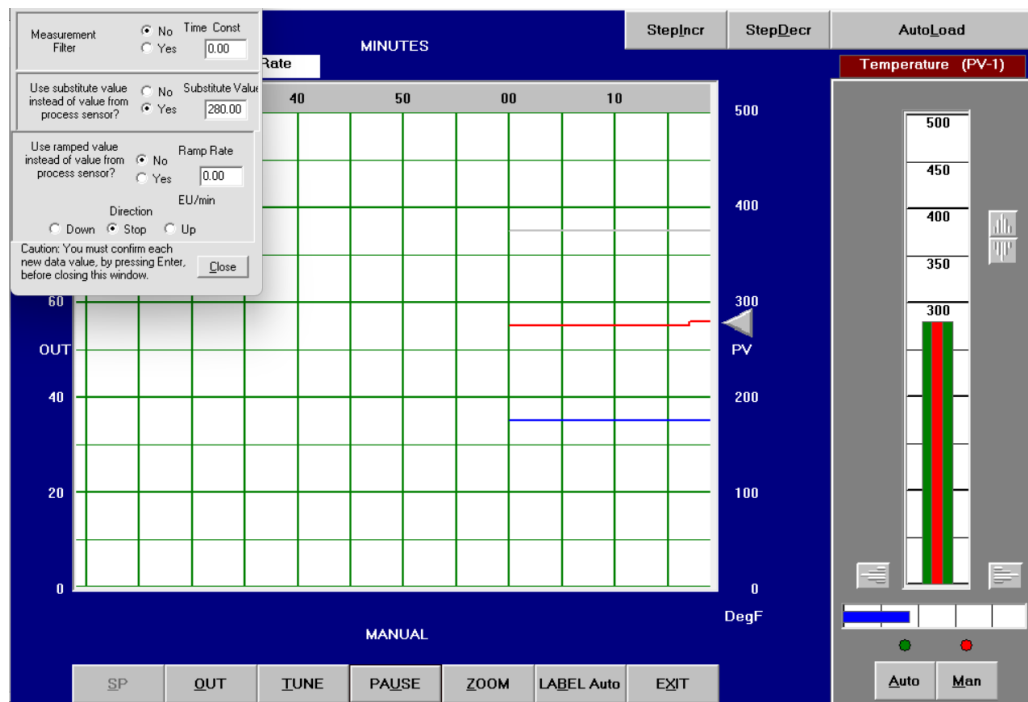 Measurement
Filter
No
Yes
Time Const
0.00
Use substitute value
instead of value from
process sensor?
No
Yes
Substitute Value
280.00
Use ramped value
instead of value from
process sensor?
No
Yes
Ramp Rate
0.00
EU/min
Direction
Down
Stop
Up
Caution: You must confirm each
new data value, by pressing Enter,
before closing this window.
Close
MINUTES
Rate
StepIncr
StepDecr
AutoLoad
Temperature (PV-1)
40
50
00
10
500
400
300
PV
200
100
0
DegF
60
OUT
40
20
0
500
450
400
350
300
MANUAL
SP
OUT
TUNE
PAUSE
ZOOM
LABEL Auto
EXIT
Auto
Man